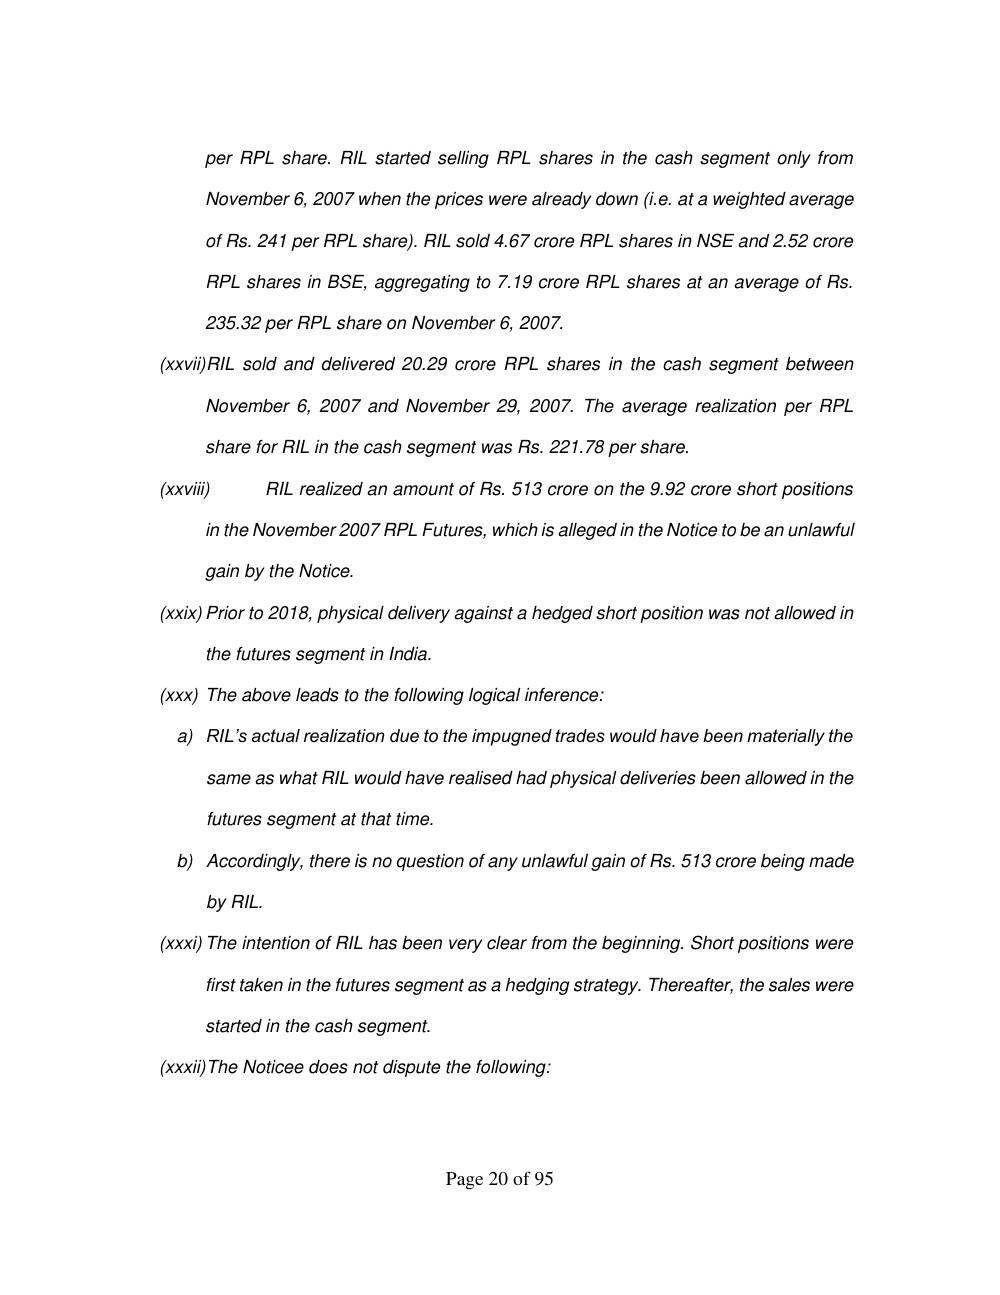 per RPL share. RIL started selling RPL shares in the cash segment only from
November 6, 2007 when the prices were already down (i.e. at a weighted average
of Rs. 241 per RPL share). RIL sold 4.67 crore RPL shares in NSE and 2.52 crore
RPL shares in BSE, aggregating to 7.19 crore RPL shares at an average of Rs.
235.32 per RPL share on November 6, 2007.
(xxvii)RIL sold and delivered 20.29 crore RPL shares in the cash segment between
November 6, 2007 and November 29, 2007. The average realization per RPL
share for RIL in the cash segment was Rs. 221.78 per share.
(xxviii) RIL realized an amount of Rs. 513 crore on the 9.92 crore short positions
in the November 2007 RPL Futures, which is alleged in the Notice to be an unlawful
gain by the Notice.
(xxix) Prior to 2018, physical delivery against a hedged short position was not allowed in
the futures segment in India.
(xxx) The above leads to the following logical inference:
a) RIL’s actual realization due to the impugned trades would have been materially the
same as what RIL would have realised had physical deliveries been allowed in the
futures segment at that time.
b) Accordingly, there is no question of any unlawful gain of Rs. 513 crore being made
by RIL.
(xxxi) The intention of RIL has been very clear from the beginning. Short positions were
first taken in the futures segment as a hedging strategy. Thereafter, the sales were
started in the cash segment.
(xxxii)The Noticee does not dispute the following:
Page 20 of 95